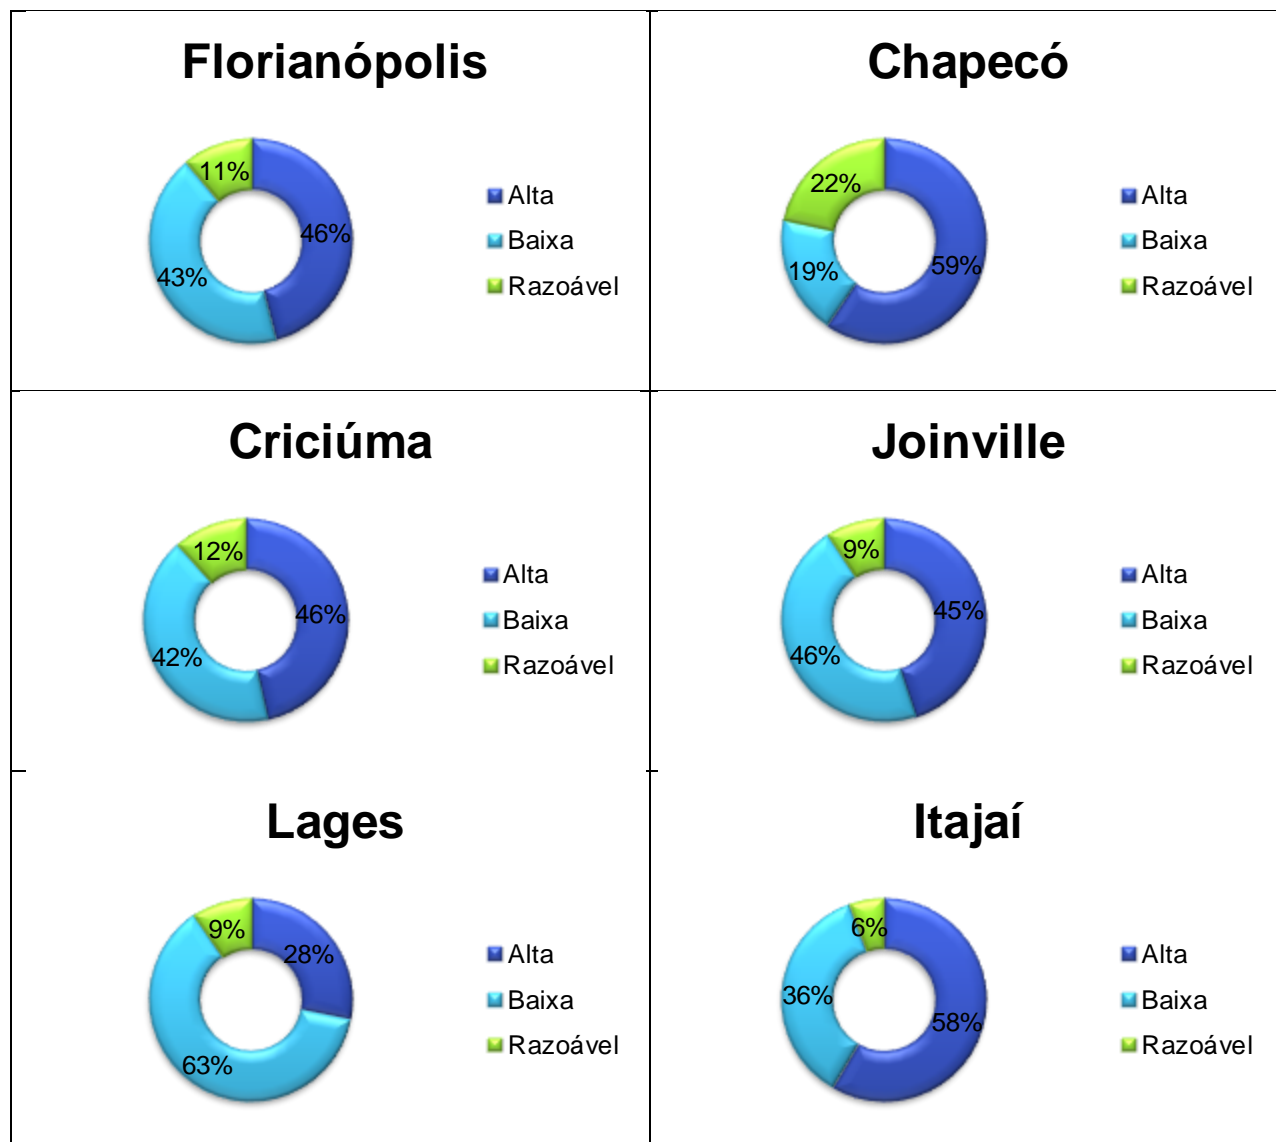 Florianópolis
11%
46%
43%
Alta
Baixa
Razoável
Chapecó
22%
59%
19%
Alta
Baixa
Razoável
Criciúma
12%
46%
42%
Alta
Baixa
Razoável
Joinville
9%
45%
46%
Alta
Baixa
Razoável
Lages
9%
28%
63%
Alta
Baixa
Razoável
Itajaí
6%
36%
58%
Alta
Baixa
Razoável